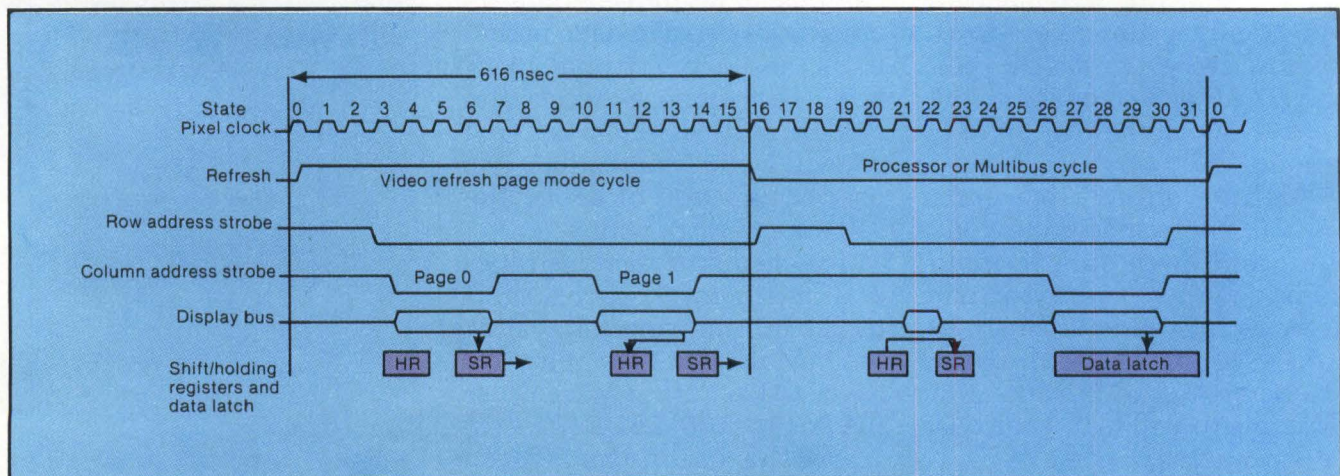 616 nsec
State 0 1 2 3 4 5 6 7 8 9 10 11 12 13 14 15 16 17 18 19 20 21 22 23 24 25 26 27 28 29 30 31 0
Pixel clock
Refresh Video refresh page mode cycle Processor or Multibus cycle
Row address strobe
Column address strobe Page 0 Page 1
Display bus
HR SR HR SR HR SR Data latch
Shift/holding
registers and
data latch